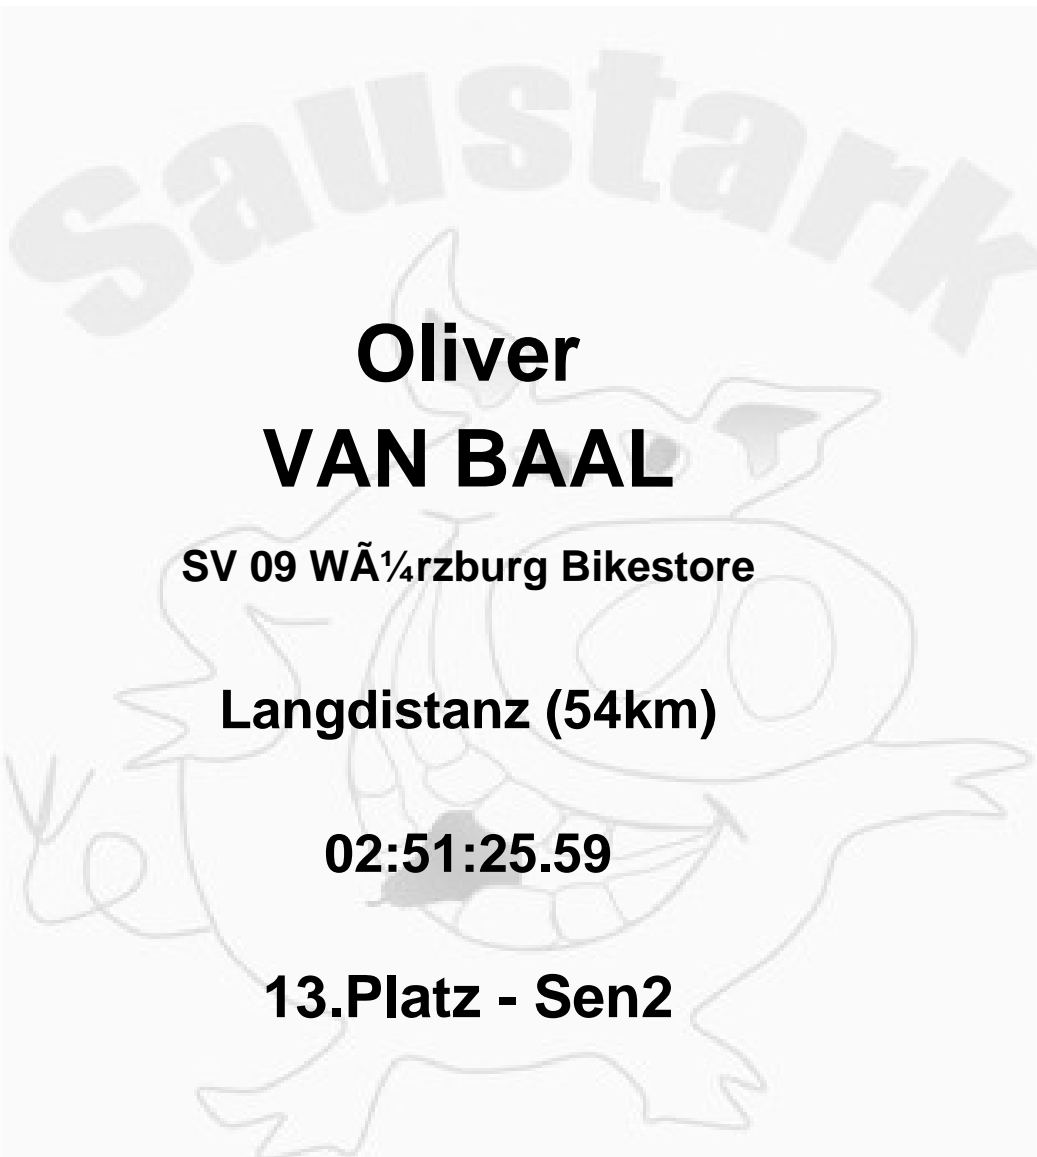 Saustark
Oliver
VAN BAAL
SV 09 WÃ¼rzburg Bikestore
Langdistanz (54km)
02:51:25.59
13.Platz - Sen2